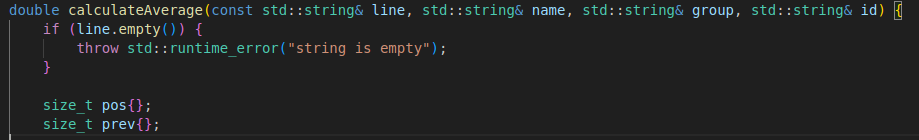 double calculateAverage(const std::string& line, std::string& name, std::string& group, std::string& id) {
    if (line.empty()) {
        throw std::runtime_error("string is empty");
    }

    size_t pos{};
    size_t prev{};